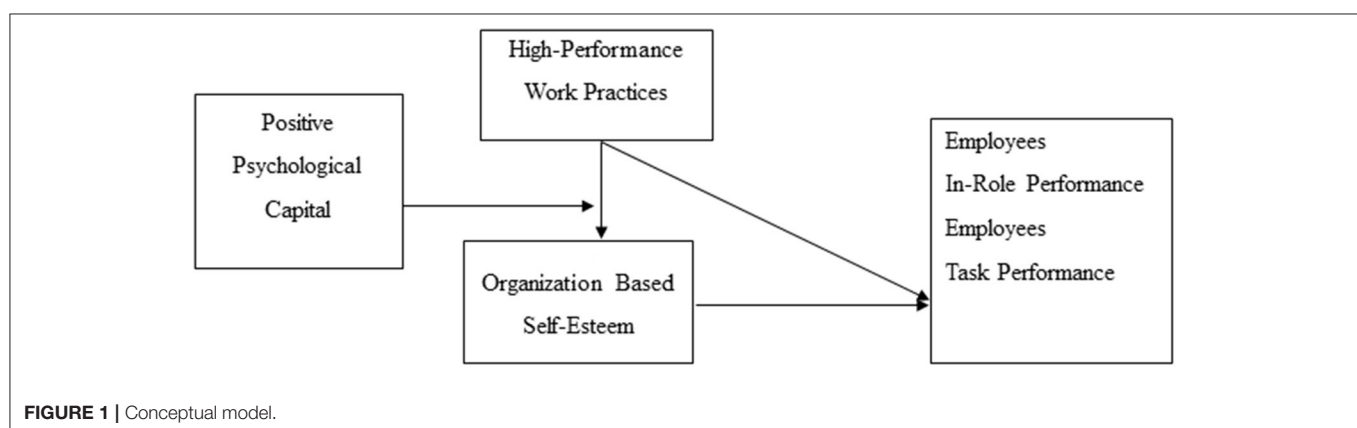 High-Performance
Work Practices
Positive
Psychological
Capital
Organization Based
Self-Esteem
Employees
In-Role Performance
Employees
Task Performance
FIGURE 1 | Conceptual model.